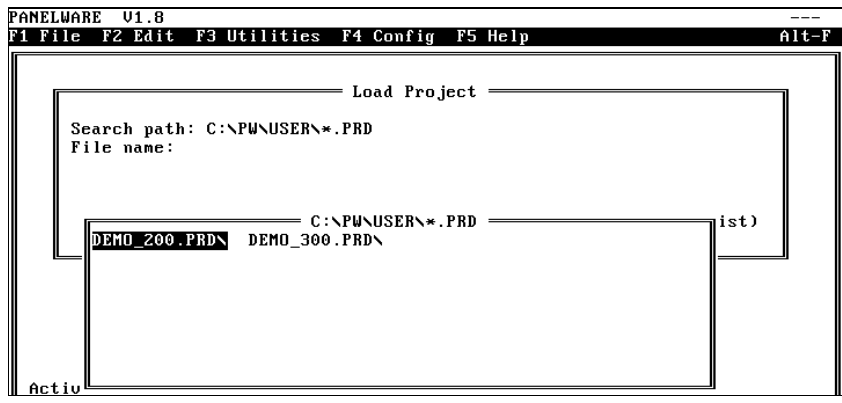 PANELWARE V1.8 ---
F1 File F2 Edit F3 Utilities F4 Config F5 Help Alt-F
Load Project
Search path: C:\PW\USER\*.PRD
File name:
C:\PW\USER\*.PRD
ist)
DEMO_200.PRD\ DEMO_300.PRD\
Activ